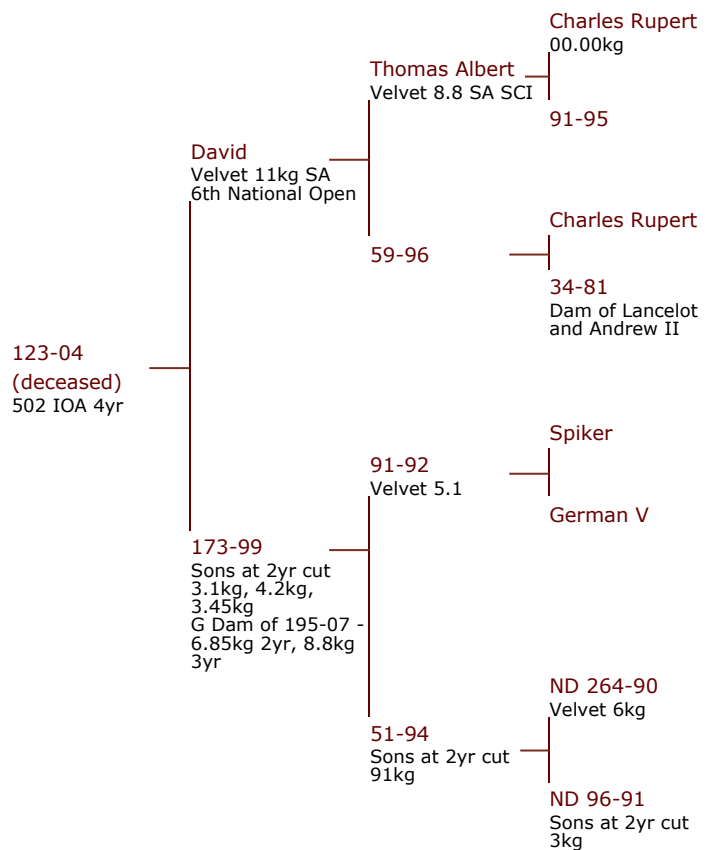 Charles Rupert
00.00kg
Thomas Albert
Velvet 8.8 SA SCI
91-95
David
Velvet 11kg SA
6th National Open
Charles Rupert
59-96
34-81
Dam of Lancelot
and Andrew II
123-04
(deceased)
502 IOA 4yr
Spiker
91-92
Velvet 5.1
German V
173-99
Sons at 2yr cut
3.1kg, 4.2kg,
3.45kg
G Dam of 195-07 -
6.85kg 2yr, 8.8kg
3yr
ND 264-90
Velvet 6kg
51-94
Sons at 2yr cut
91kg
ND 96-91
Sons at 2yr cut
3kg